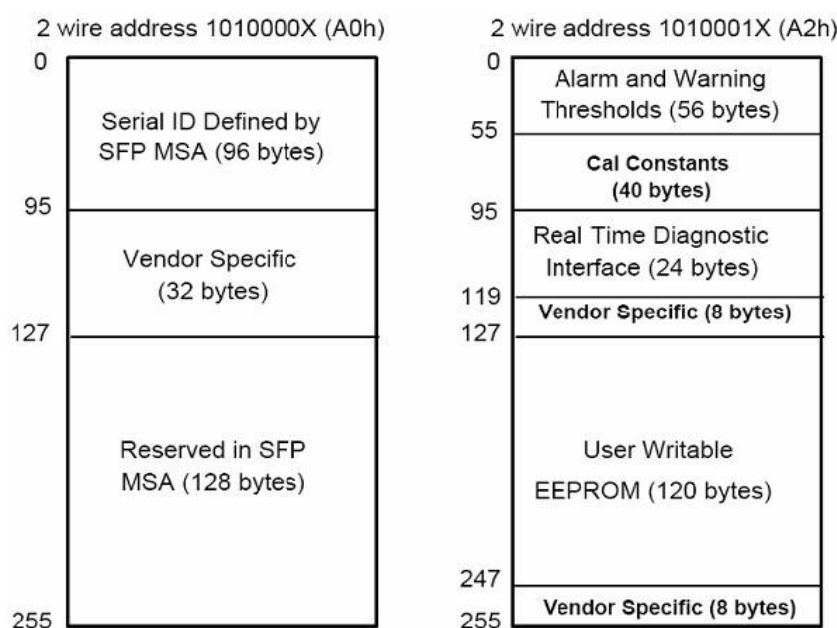 2 wire address 1010000X (A0h)
0
Serial ID Defined by
SFP MSA (96 bytes)
95
Vendor Specific
(32 bytes)
127
Reserved in SFP
MSA (128 bytes)
255
2 wire address 1010001X (A2h)
0
Alarm and Warning
Thresholds (56 bytes)
55
Cal Constants
(40 bytes)
95
Real Time Diagnostic
Interface (24 bytes)
119
Vendor Specific (8 bytes)
127
User Writable
EEPROM (120 bytes)
247
Vendor Specific (8 bytes)
255